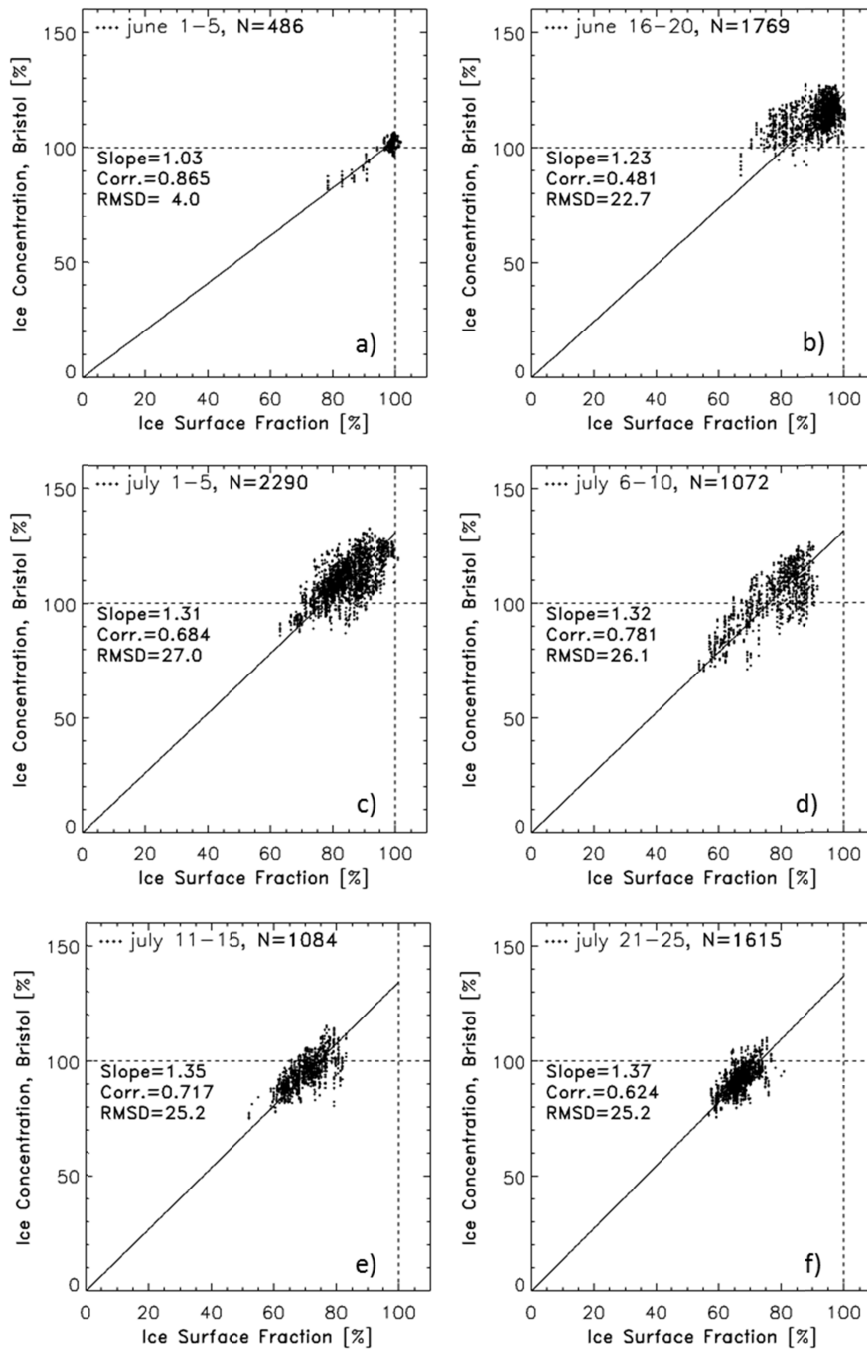 june 1-5, N=486
Ice Concentration, Bristol [%]
150
100
50
0
Slope=1.03
Corr.=0.865
RMSD= 4.0
a)
0 20 40 60 80 100
Ice Surface Fraction [%]
june 16-20, N=1769
Ice Concentration, Bristol [%]
150
100
50
0
Slope=1.23
Corr.=0.481
RMSD=22.7
b)
0 20 40 60 80 100
Ice Surface Fraction [%]
july 1-5, N=2290
Ice Concentration, Bristol [%]
150
100
50
0
Slope=1.31
Corr.=0.684
RMSD=27.0
c)
0 20 40 60 80 100
Ice Surface Fraction [%]
july 6-10, N=1072
Ice Concentration, Bristol [%]
150
100
50
0
Slope=1.32
Corr.=0.781
RMSD=26.1
d)
0 20 40 60 80 100
Ice Surface Fraction [%]
july 11-15, N=1084
Ice Concentration, Bristol [%]
150
100
50
0
Slope=1.35
Corr.=0.717
RMSD=25.2
e)
0 20 40 60 80 100
Ice Surface Fraction [%]
july 21-25, N=1615
Ice Concentration, Bristol [%]
150
100
50
0
Slope=1.37
Corr.=0.624
RMSD=25.2
f)
0 20 40 60 80 100
Ice Surface Fraction [%]